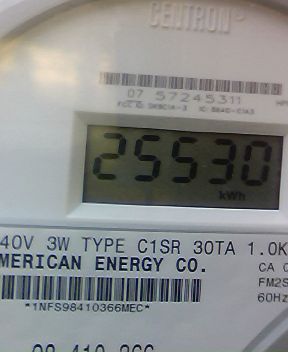 CENTRON
07 57245311
25530
kWh
40V 3W TYPE C1SR 30TA 1.0K
MERICAN ENERGY CO.
CA 0
FM2S
60Hz
*1NFS98410366MEC*